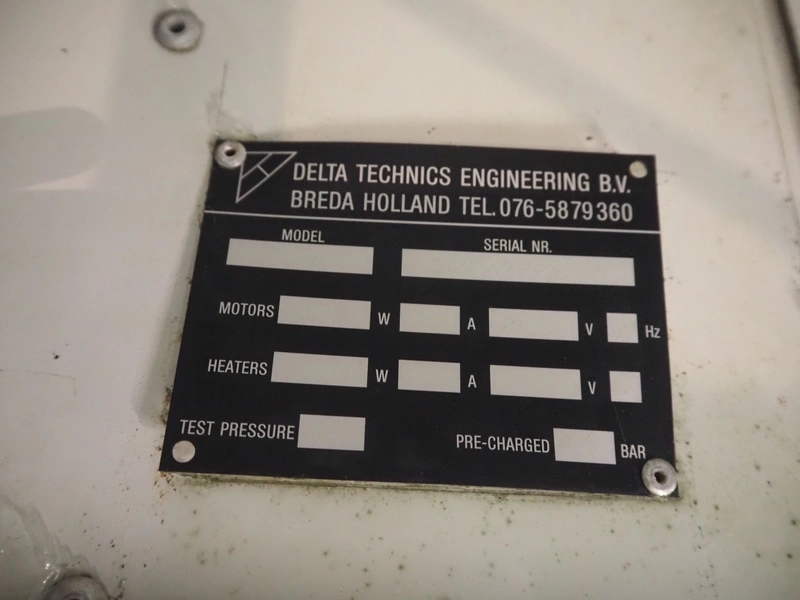 DELTA TECHNICS ENGINEERING B.V.
BREDA HOLLAND TEL. 076-5879360
MODEL SERIAL NR.
MOTORS W A V Hz
HEATERS W A V
TEST PRESSURE PRE-CHARGED BAR